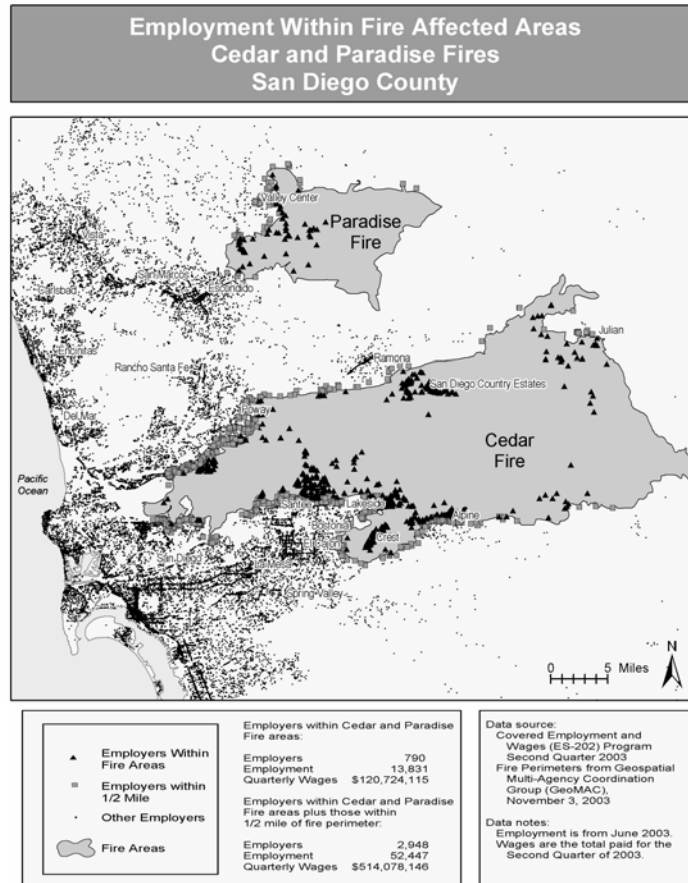 Employment Within Fire Affected Areas
Cedar and Paradise Fires
San Diego County
Valley Center
Paradise
Fire
Vista
San Marcos
Escondido
Carlsbad
Encinitas
Rancho Santa Fe
Ramona
Julian
San Diego Country Estates
Del Mar
Poway
Cedar
Fire
Pacific
Ocean
Santee
Lakeside
Bostonia
Alpine
Crest
San Diego
La Mesa
Spring Valley
N
0 5 Miles
Employers Within
Fire Areas
Employers within
1/2 Mile
Other Employers
Fire Areas
Employers within Cedar and Paradise
Fire areas:
Employers 790
Employment 13,831
Quarterly Wages $120,724,115
Employers within Cedar and Paradise
Fire areas plus those within
1/2 mile of fire perimeter:
Employers 2,948
Employment 52,447
Quarterly Wages $514,078,146
Data source:
Covered Employment and
Wages (ES-202) Program
Second Quarter 2003
Fire Perimeters from Geospatial
Multi-Agency Coordination
Group (GeoMAC),
November 3, 2003
Data notes:
Employment is from June 2003.
Wages are the total paid for the
Second Quarter of 2003.